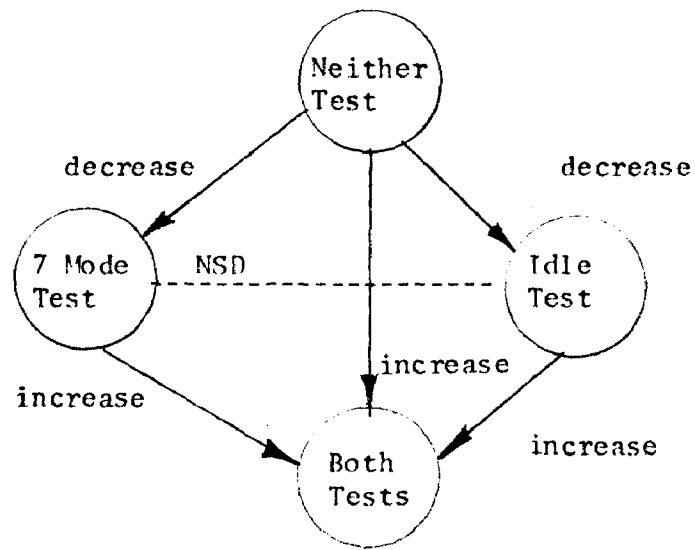 Neither
Test
decrease
decrease
7 Mode
Test
NSD
Idle
Test
increase
increase
increase
Both
Tests